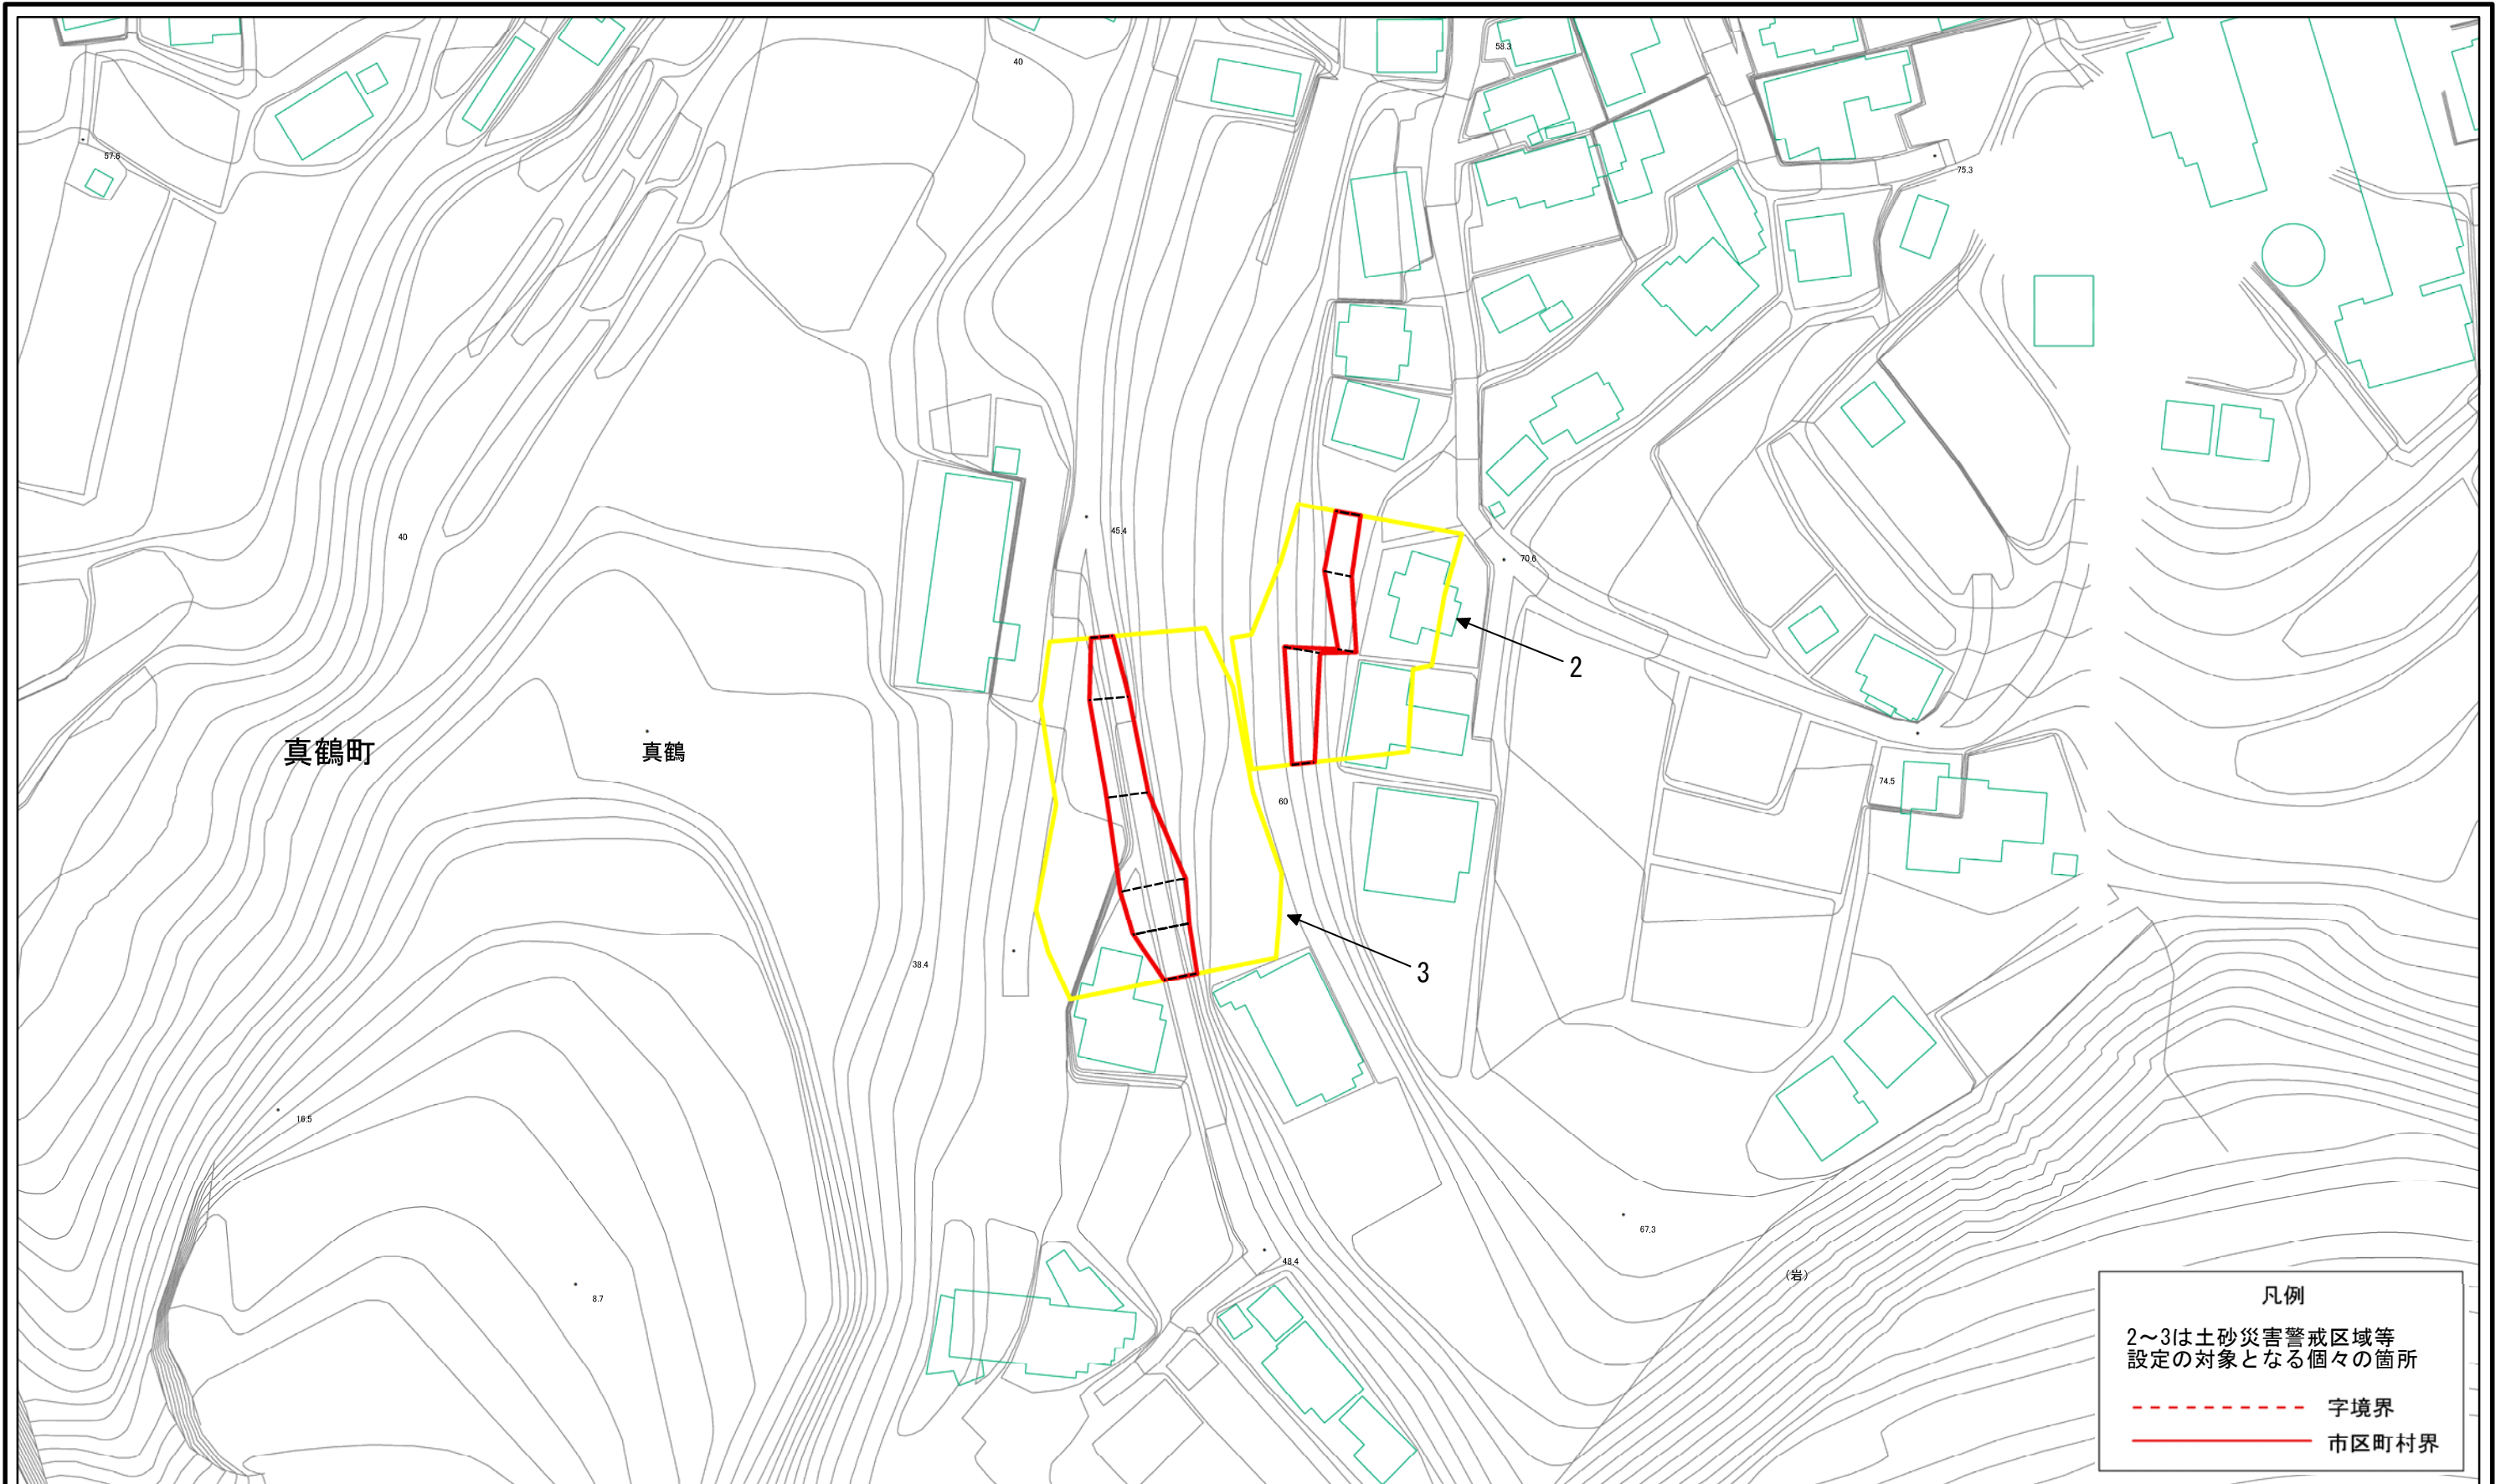 40
58.3
57.6
75.3
40
45.4
70.6
2
真鶴町
真鶴
74.5
60
38.4
3
16.5
67.3
48.4
(岩)
8.7
凡例
2~3は土砂災害警戒区域等
設定の対象となる個々の箇所
字境界
市区町村界